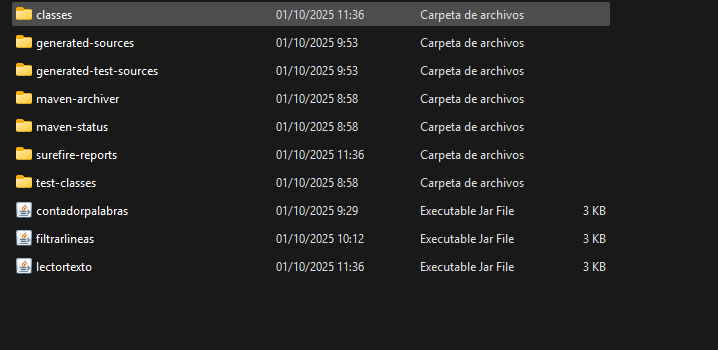 classes 01/10/2025 11:36 Carpeta de archivos
generated-sources 01/10/2025 9:53 Carpeta de archivos
generated-test-sources 01/10/2025 9:53 Carpeta de archivos
maven-archiver 01/10/2025 8:58 Carpeta de archivos
maven-status 01/10/2025 8:58 Carpeta de archivos
surefire-reports 01/10/2025 11:36 Carpeta de archivos
test-classes 01/10/2025 8:58 Carpeta de archivos
contadorpalabras 01/10/2025 9:29 Executable Jar File 3 KB
filtrarlineas 01/10/2025 10:12 Executable Jar File 3 KB
lectortexto 01/10/2025 11:36 Executable Jar File 3 KB